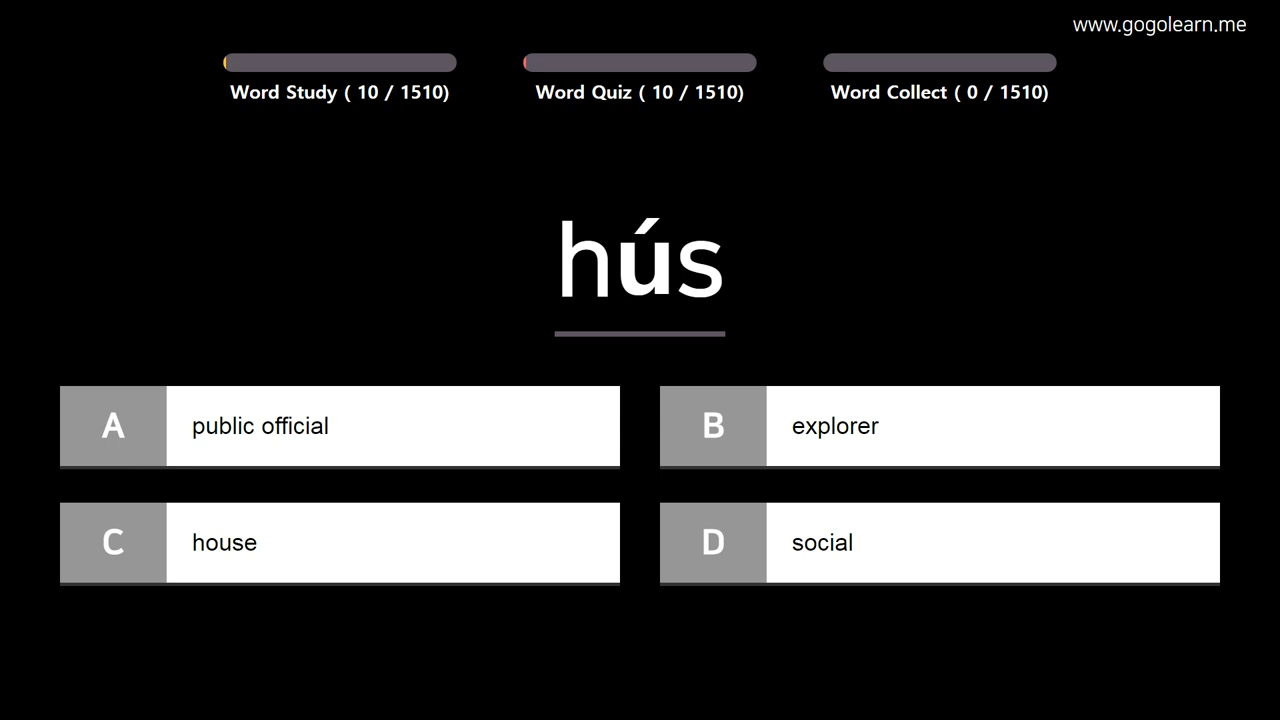 www.gogolearn.me
Word Study ( 10 / 1510) Word Quiz ( 10 / 1510) Word Collect ( 0 / 1510)
hús
A public official B explorer
C house D social